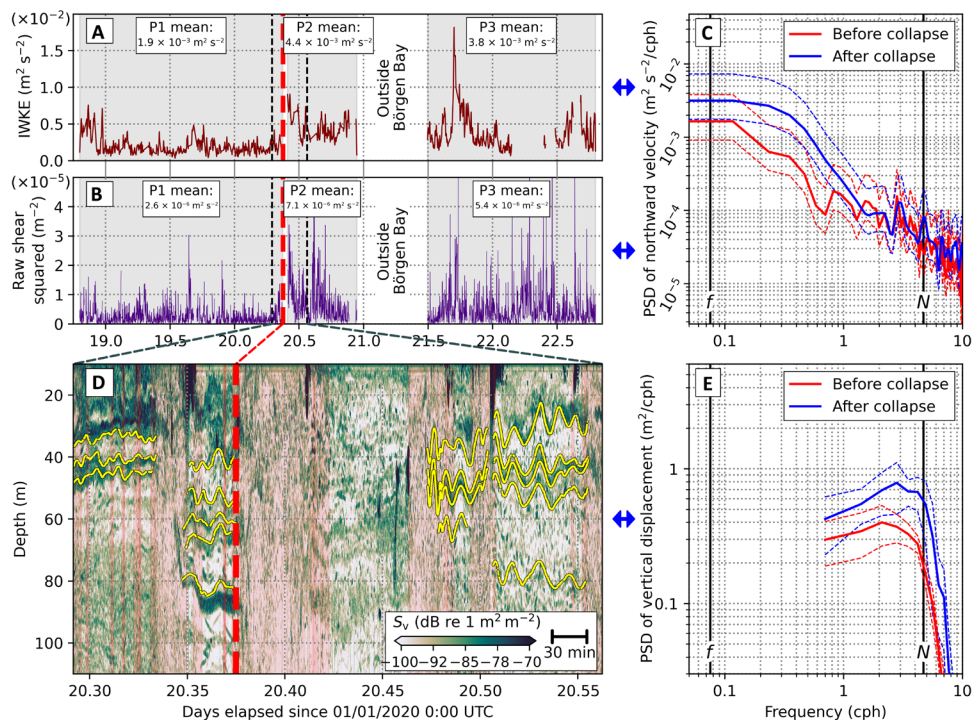 (×10⁻²)
A
P1 mean:
1.9 × 10⁻³ m² s⁻²
P2 mean:
4.4 × 10⁻³ m² s⁻²
P3 mean:
3.8 × 10⁻³ m² s⁻²
IWKE (m² s⁻²)
1.5
1.0
0.5
0.0
Outside
Börgen Bay
(×10⁻⁵)
B
P1 mean:
2.6 × 10⁻⁶ m² s⁻²
P2 mean:
7.1 × 10⁻⁶ m² s⁻²
P3 mean:
5.4 × 10⁻⁶ m² s⁻²
Raw shear
squared (m⁻²)
4
3
2
1
0
Outside
Börgen Bay
19.0 19.5 20.0 20.5 21.0 21.5 22.0 22.5
C
Before collapse
After collapse
PSD of northward velocity (m² s⁻²/cph)
10⁻²
10⁻³
10⁻⁴
10⁻⁵
f
N
0.1 1 10
D
Depth (m)
20
40
60
80
100
Sᵥ (dB re 1 m² m⁻²)
−100 −92 −85 −78 −70
30 min
20.30 20.35 20.40 20.45 20.50 20.55
Days elapsed since 01/01/2020 0:00 UTC
E
Before collapse
After collapse
PSD of vertical displacement (m²/cph)
1
0.1
f
N
0.1 1 10
Frequency (cph)